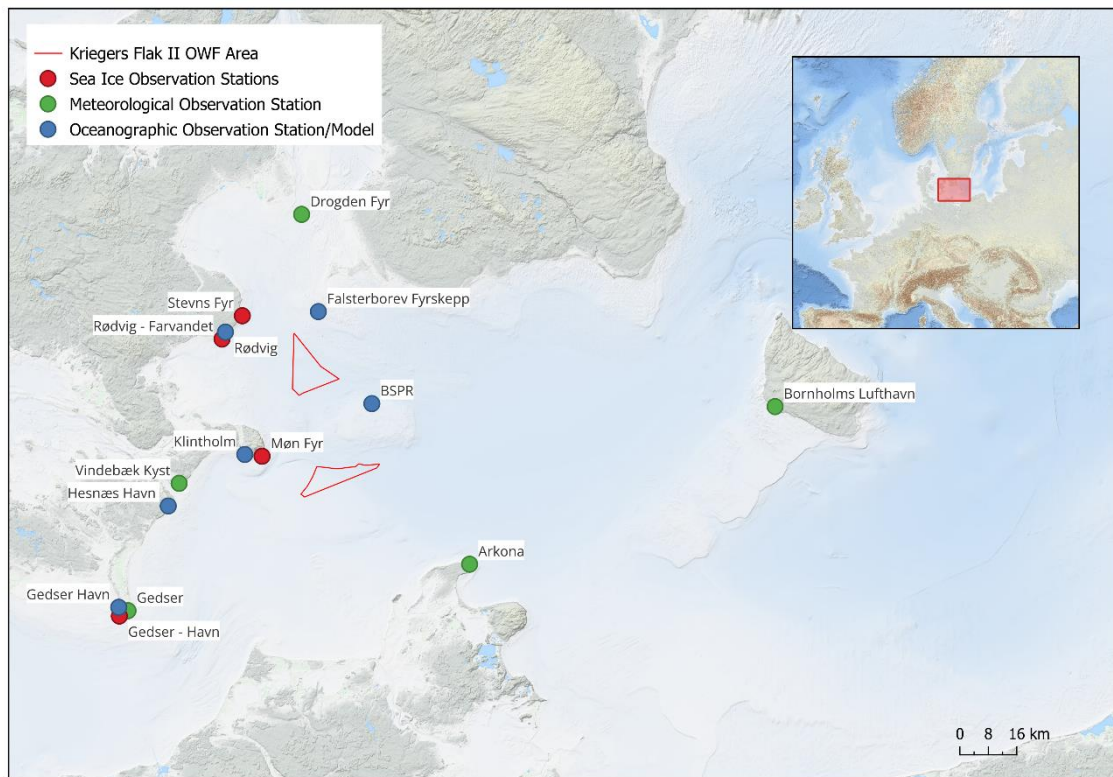 Kriegers Flak II OWF Area
Sea Ice Observation Stations
Meteorological Observation Station
Oceanographic Observation Station/Model
Drogden Fyr
Stevns Fyr
Falsterborev Fyrskepp
Rødvig - Farvandet
Rødvig
BSPR
Bornholms Lufthavn
Klintholm
Møn Fyr
Vindebæk Kyst
Hesnæs Havn
Arkona
Gedser Havn
Gedser
Gedser - Havn
0 8 16 km